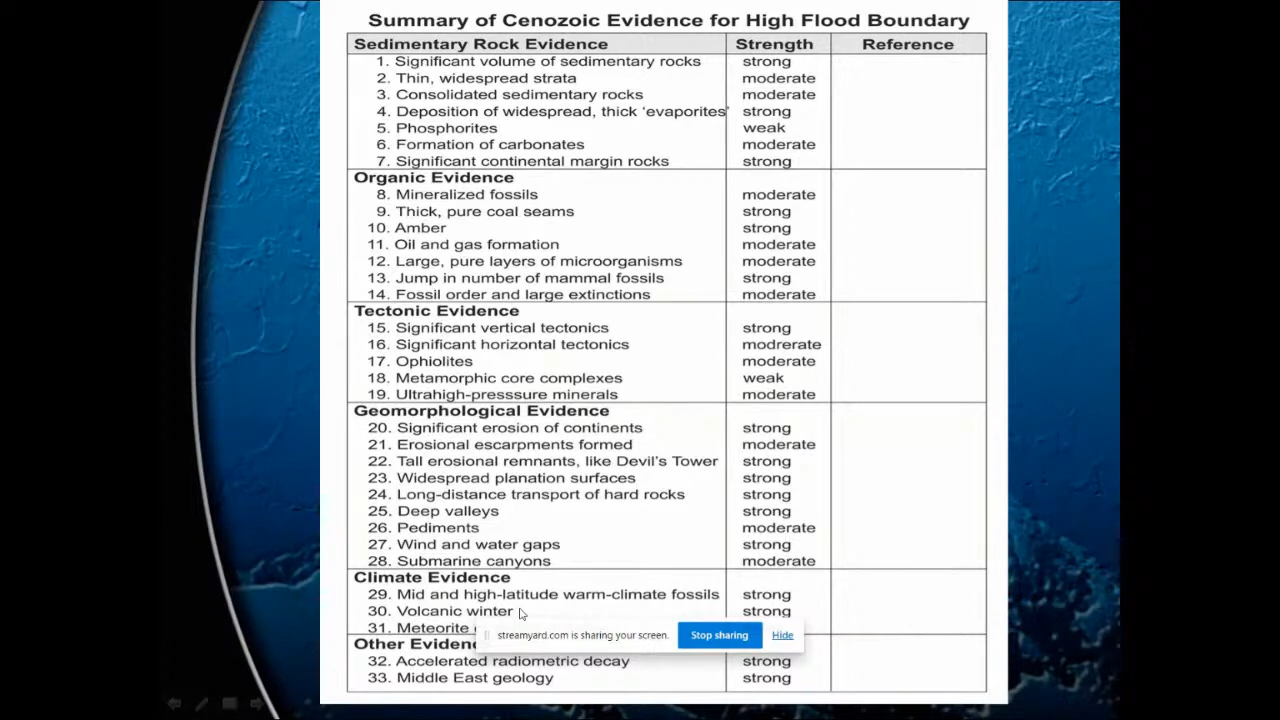 Summary of Cenozoic Evidence for High Flood Boundary
Sedimentary Rock Evidence Strength Reference
1. Significant volume of sedimentary rocks strong
2. Thin, widespread strata moderate
3. Consolidated sedimentary rocks moderate
4. Deposition of widespread, thick ‘evaporites’ strong
5. Phosphorites weak
6. Formation of carbonates moderate
7. Significant continental margin rocks strong
Organic Evidence
8. Mineralized fossils moderate
9. Thick, pure coal seams strong
10. Amber strong
11. Oil and gas formation moderate
12. Large, pure layers of microorganisms moderate
13. Jump in number of mammal fossils strong
14. Fossil order and large extinctions moderate
Tectonic Evidence
15. Significant vertical tectonics strong
16. Significant horizontal tectonics modrerate
17. Ophiolites moderate
18. Metamorphic core complexes weak
19. Ultrahigh-presssure minerals moderate
Geomorphological Evidence
20. Significant erosion of continents strong
21. Erosional escarpments formed moderate
22. Tall erosional remnants, like Devil’s Tower strong
23. Widespread planation surfaces strong
24. Long-distance transport of hard rocks strong
25. Deep valleys strong
26. Pediments moderate
27. Wind and water gaps strong
28. Submarine canyons moderate
Climate Evidence
29. Mid and high-latitude warm-climate fossils strong
30. Volcanic winter strong
31. Meteorite
streamyard.com is sharing your screen. Stop sharing Hide
Other
32. Accelerated radiometric decay strong
33. Middle East geology strong